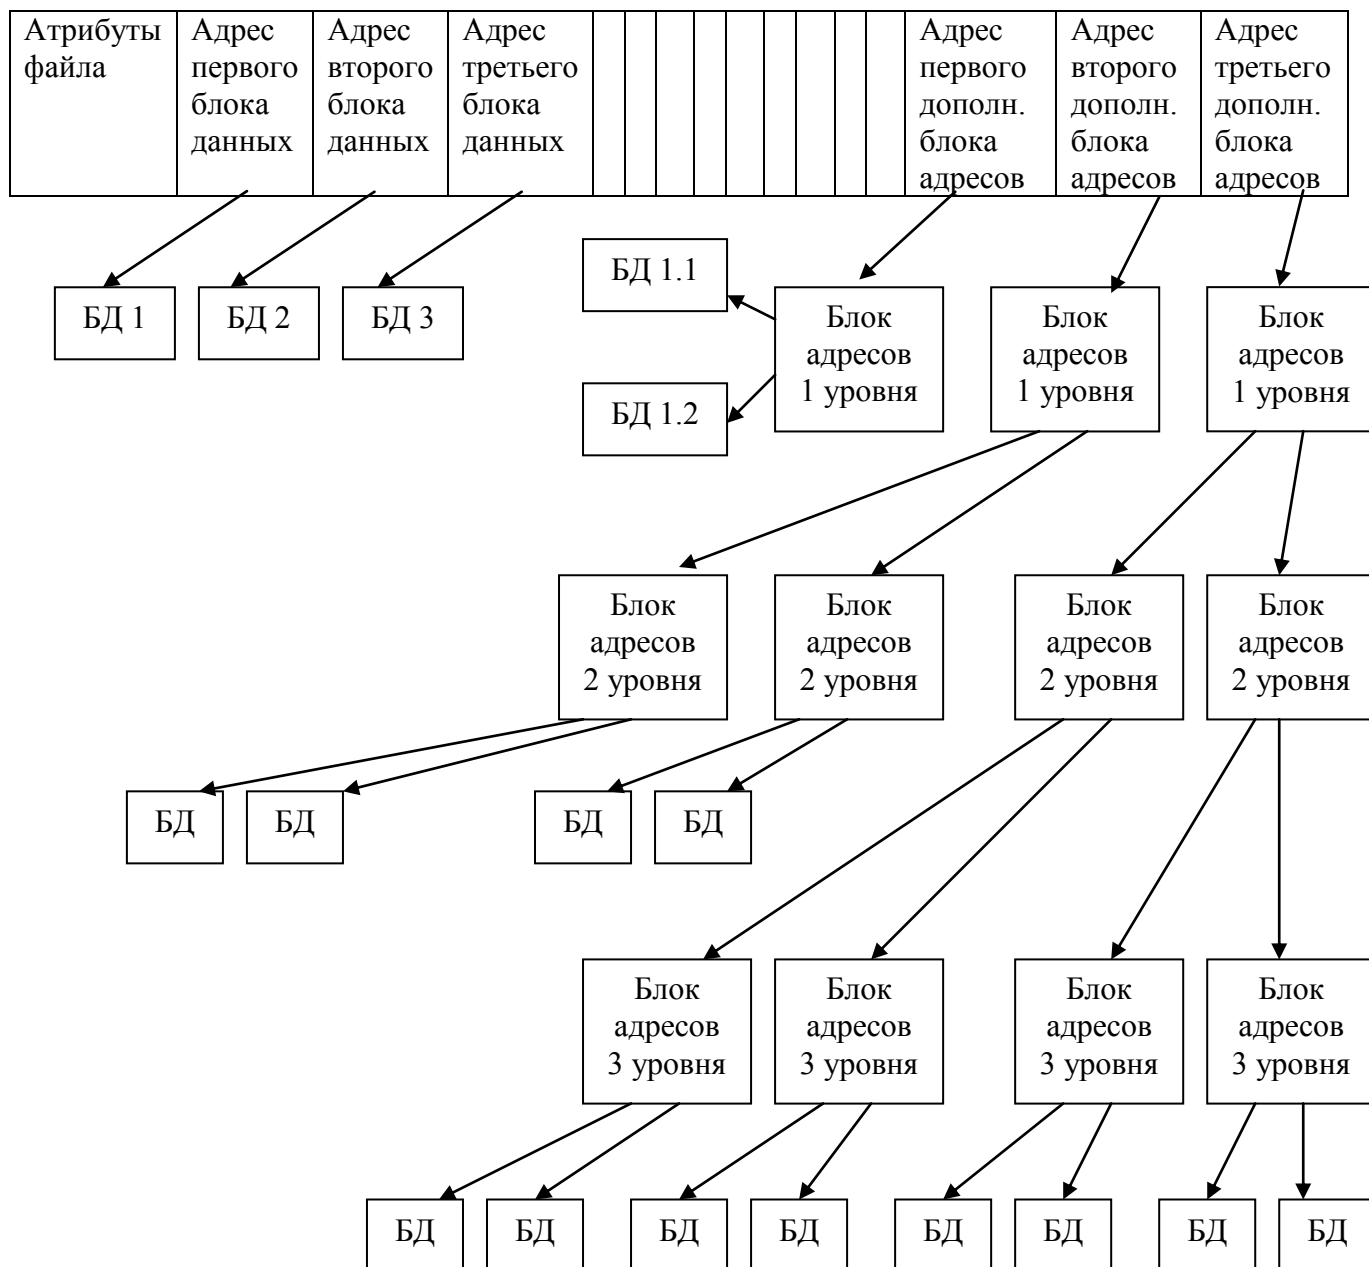 Атрибуты
файла
Адрес
первого
блока
данных
Адрес
второго
блока
данных
Адрес
третьего
блока
данных
Адрес
первого
дополн.
блока
адресов
Адрес
второго
дополн.
блока
адресов
Адрес
третьего
дополн.
блока
адресов
БД 1
БД 2
БД 3
БД 1.1
БД 1.2
Блок
адресов
1 уровня
Блок
адресов
1 уровня
Блок
адресов
1 уровня
Блок
адресов
2 уровня
Блок
адресов
2 уровня
Блок
адресов
2 уровня
Блок
адресов
2 уровня
БД
БД
БД
БД
Блок
адресов
3 уровня
Блок
адресов
3 уровня
Блок
адресов
3 уровня
Блок
адресов
3 уровня
БД
БД
БД
БД
БД
БД
БД
БД